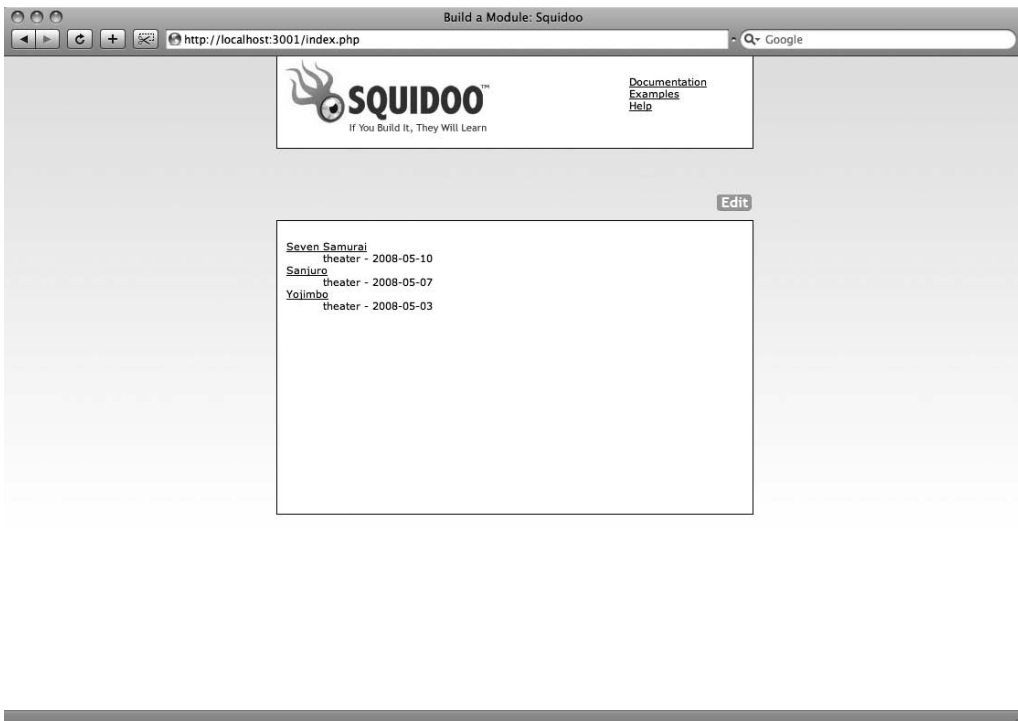 Build a Module: Squidoo
http://localhost:3001/index.php
Google
SQUIDOO™
If You Build It, They Will Learn
Documentation
Examples
Help
Edit
Seven Samurai
theater - 2008-05-10
Sanjuro
theater - 2008-05-07
Yojimbo
theater - 2008-05-03